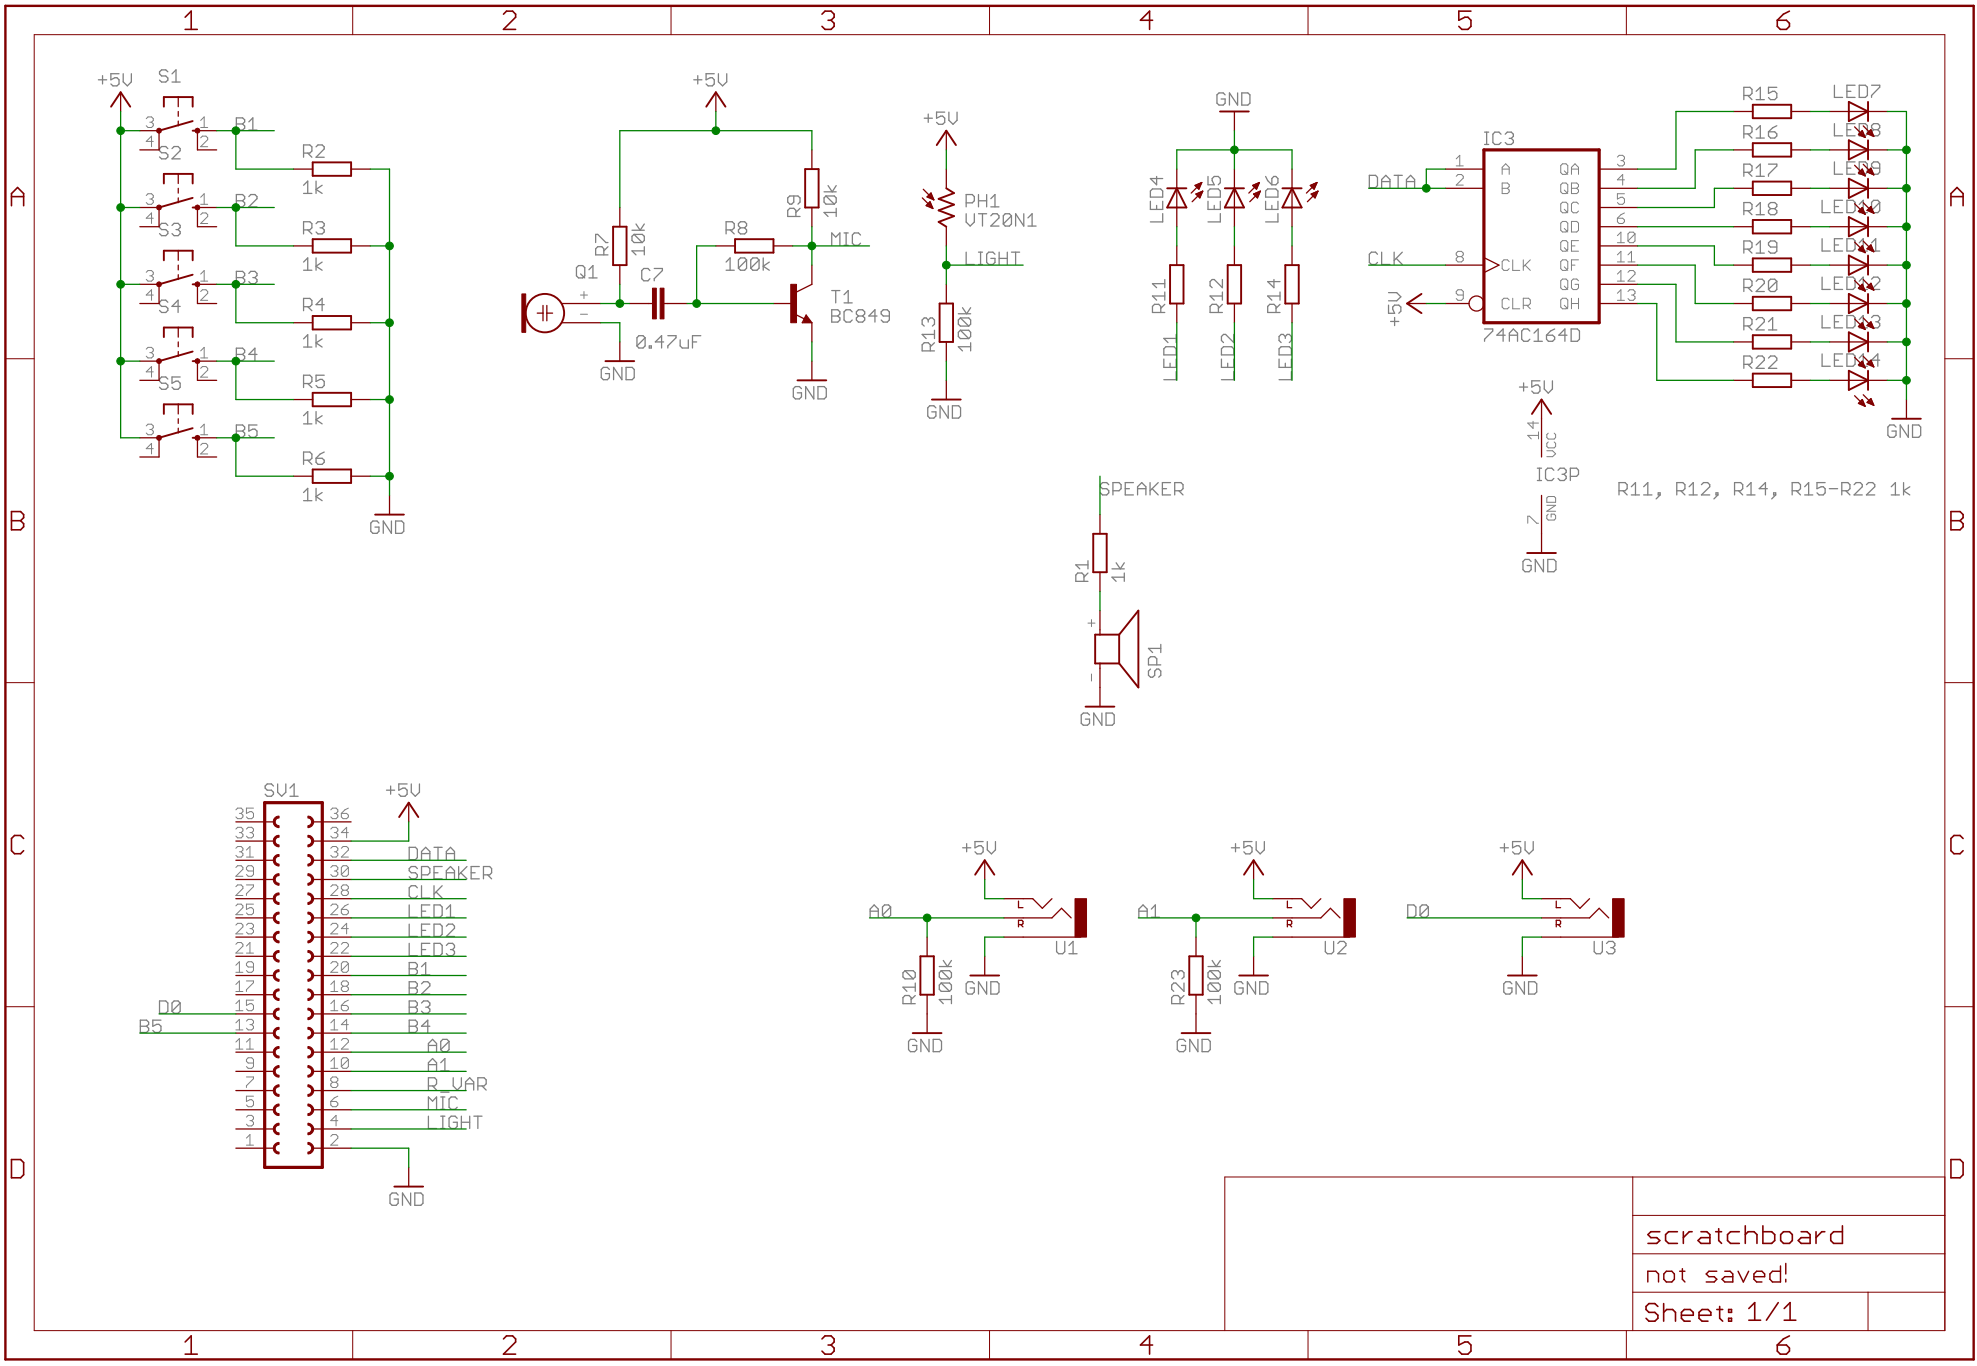 1 2 3 4 5 6
A A
B B
C C
D D
+5V S1
3 1 B1
4 2
S2
R2
1k
3 1 B2
4 2
S3
R3
1k
3 1 B3
4 2
S4
R4
1k
3 1 B4
4 2
S5
R5
1k
3 1 B5
4 2
R6
1k
GND
+5V
R9 10k
R7 10k
R8
100k
MIC
Q1
+
-
C7
0.47uF
T1
BC849
GND
GND
+5V
PH1
VT20N1
LIGHT
R13 100k
GND
GND
LED4 LED5 LED6
R11 R12 R14
LED1 LED2 LED3
IC3
DATA
1 A QA 3
2 B QB 4
QC 5
QD 6
QE 10
CLK 8 CLK QF 11
QG 12
+5V 9 CLR QH 13
74AC164D
R15 LED7
R16 LED8
R17 LED9
R18 LED10
R19 LED11
R20 LED12
R21 LED13
R22 LED14
GND
+5V
14 VCC
IC3P
7 GND
GND
R11, R12, R14, R15-R22 1k
SPEAKER
R1 1k
+
-
SP1
GND
SV1 +5V
35 36
33 34
31 32 DATA
29 30 SPEAKER
27 28 CLK
25 26 LED1
23 24 LED2
21 22 LED3
19 20 B1
17 18 B2
D0 15 16 B3
B5 13 14 B4
11 12 A0
9 10 A1
7 8 R_VAR
5 6 MIC
3 4 LIGHT
1 2
GND
+5V
A0
L
R
U1
R10 100k
GND
GND
+5V
A1
L
R
U2
R23 100k
GND
GND
+5V
D0
L
R
U3
GND
scratchboard
not saved!
Sheet: 1/1
1 2 3 4 5 6